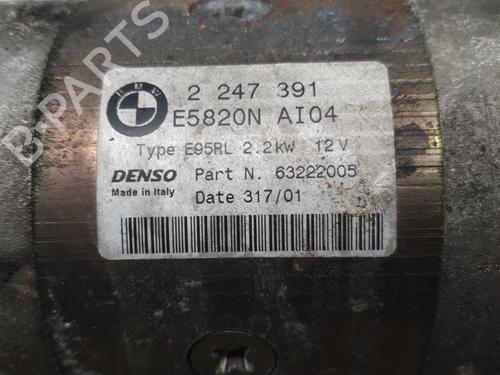 BMW
2 247 391
E5820N AI04
Type E95RL 2.2kW 12V
DENSO Part N. 63222005
Made in Italy
Date 317/01
B-PARTS